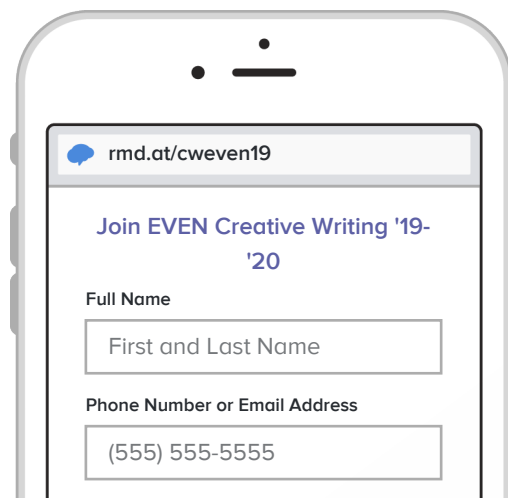 rmd.at/cweven19
Join EVEN Creative Writing '19-
'20
Full Name
First and Last Name
Phone Number or Email Address
(555) 555-5555